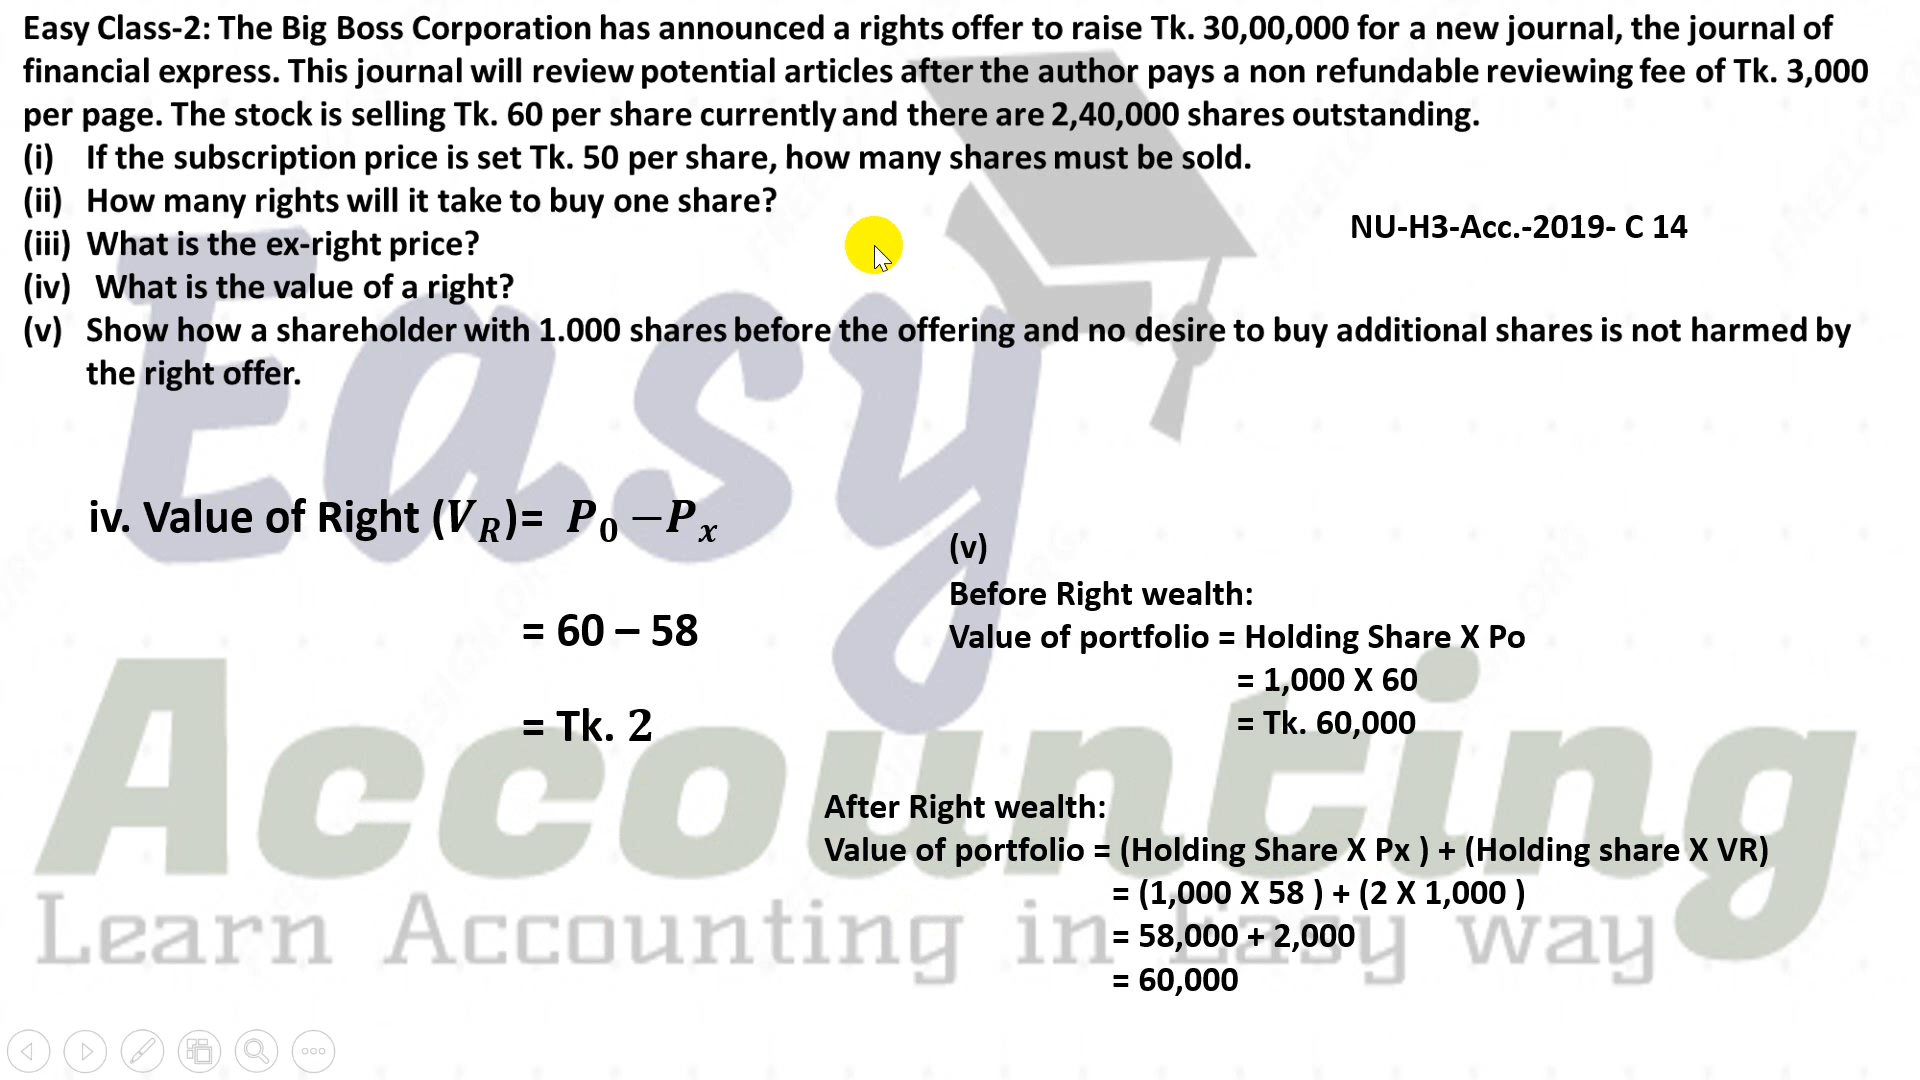 Easy Class-2: The Big Boss Corporation has announced a rights offer to raise Tk. 30,00,000 for a new journal, the journal of
financial express. This journal will review potential articles after the author pays a non refundable reviewing fee of Tk. 3,000
per page. The stock is selling Tk. 60 per share currently and there are 2,40,000 shares outstanding.
(i) If the subscription price is set Tk. 50 per share, how many shares must be sold.
(ii) How many rights will it take to buy one share?
NU-H3-Acc.-2019- C 14
(iii) What is the ex-right price?
(iv) What is the value of a right?
(v) Show how a shareholder with 1.000 shares before the offering and no desire to buy additional shares is not harmed by
the right offer.
iv. Value of Right (V_R)= P_0 −P_x
= 60 – 58
= Tk. 2
(v)
Before Right wealth:
Value of portfolio = Holding Share X Po
= 1,000 X 60
= Tk. 60,000
After Right wealth:
Value of portfolio = (Holding Share X Px ) + (Holding share X VR)
= (1,000 X 58 ) + (2 X 1,000 )
= 58,000 + 2,000
= 60,000
Easy
Accounting
Learn Accounting in Easy way